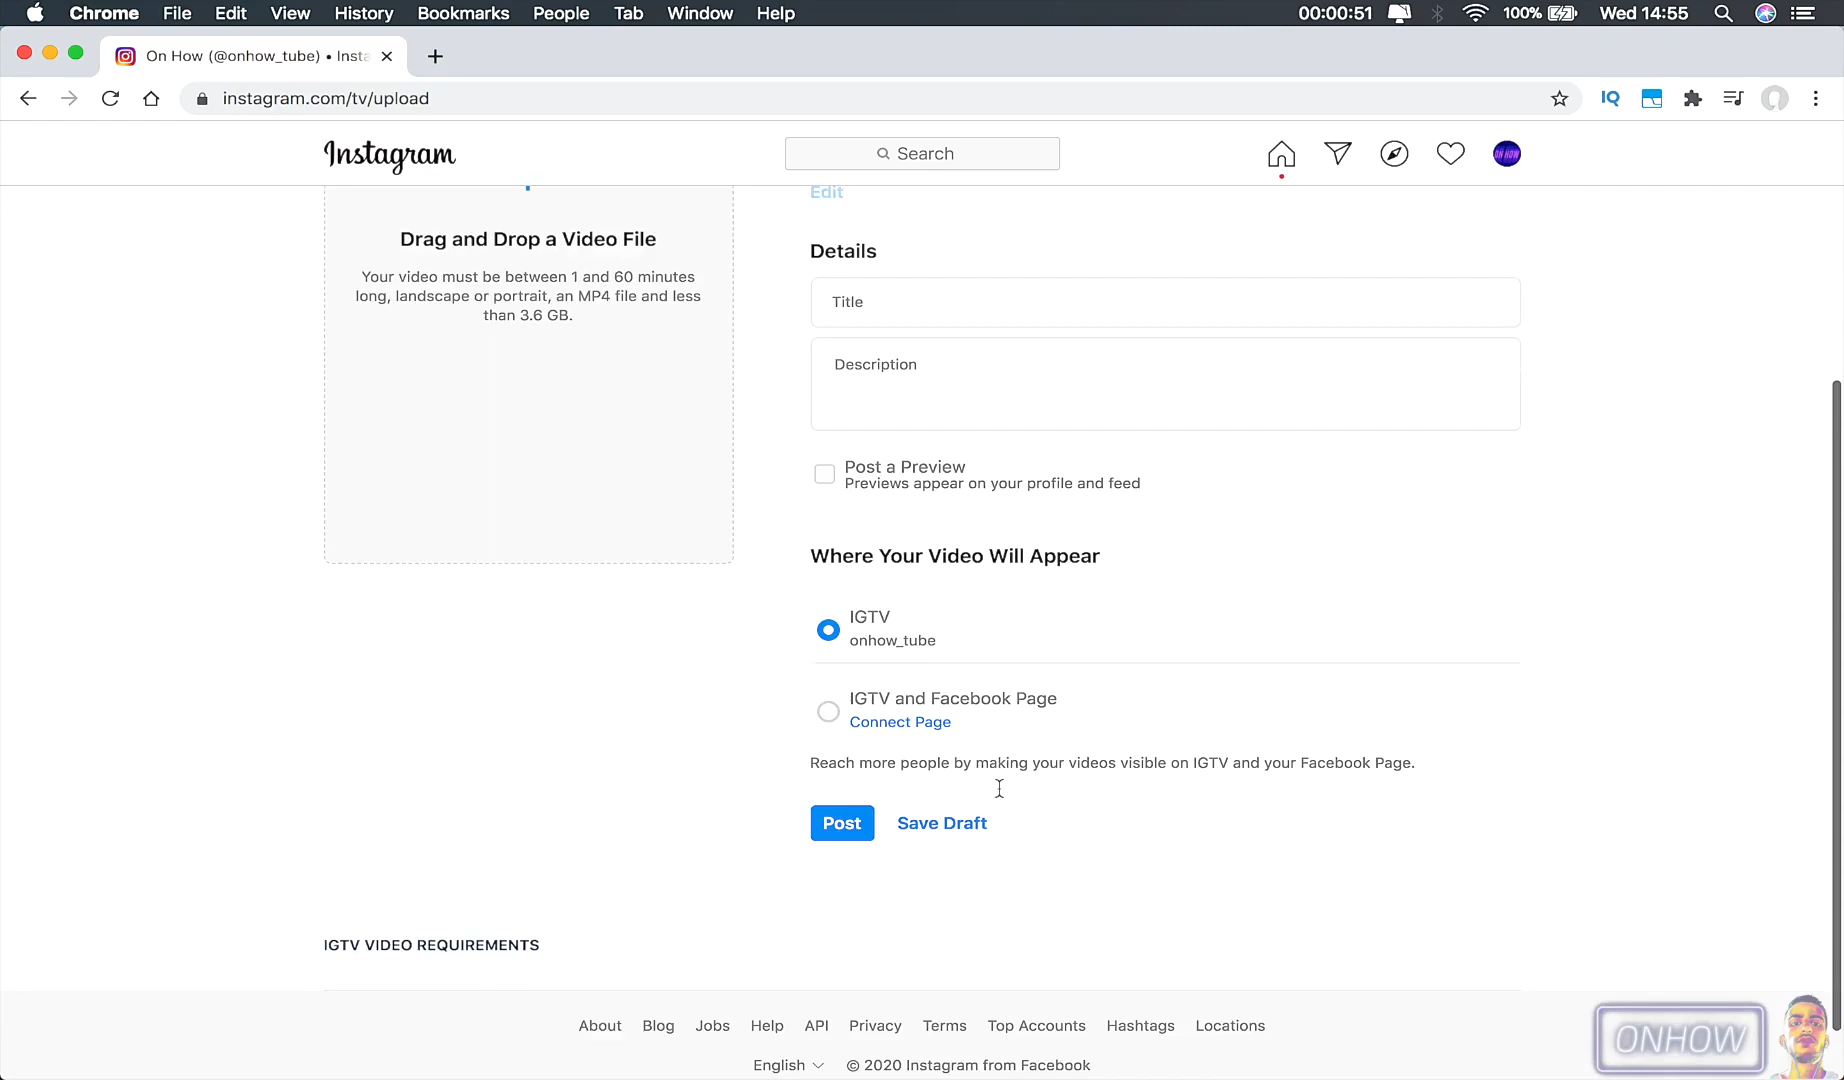 Chrome File Edit View History Bookmarks People Tab Window Help 00:00:51 100% Wed 14:55
On How (@onhow_tube) • Insta
instagram.com/tv/upload
IQ
Instagram
Search
ON HOW
Edit
Drag and Drop a Video File
Your video must be between 1 and 60 minutes
long, landscape or portrait, an MP4 file and less
than 3.6 GB.
Details
Title
Description
Post a Preview
Previews appear on your profile and feed
Where Your Video Will Appear
IGTV
onhow_tube
IGTV and Facebook Page
Connect Page
Reach more people by making your videos visible on IGTV and your Facebook Page.
Post Save Draft
IGTV VIDEO REQUIREMENTS
About Blog Jobs Help API Privacy Terms Top Accounts Hashtags Locations
English © 2020 Instagram from Facebook
ONHOW